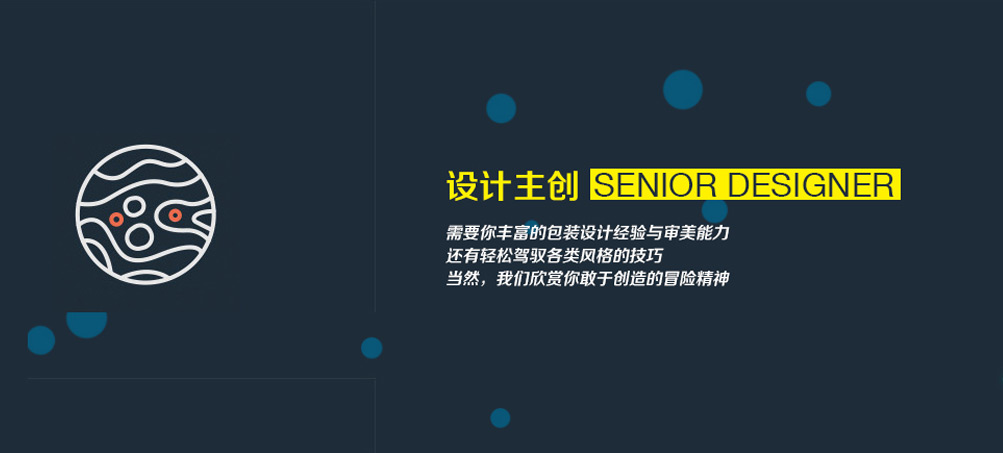 设计主创 SENIOR DESIGNER
需要你丰富的包装设计经验与审美能力
还有轻松驾驭各类风格的技巧
当然，我们欣赏你敢于创造的冒险精神